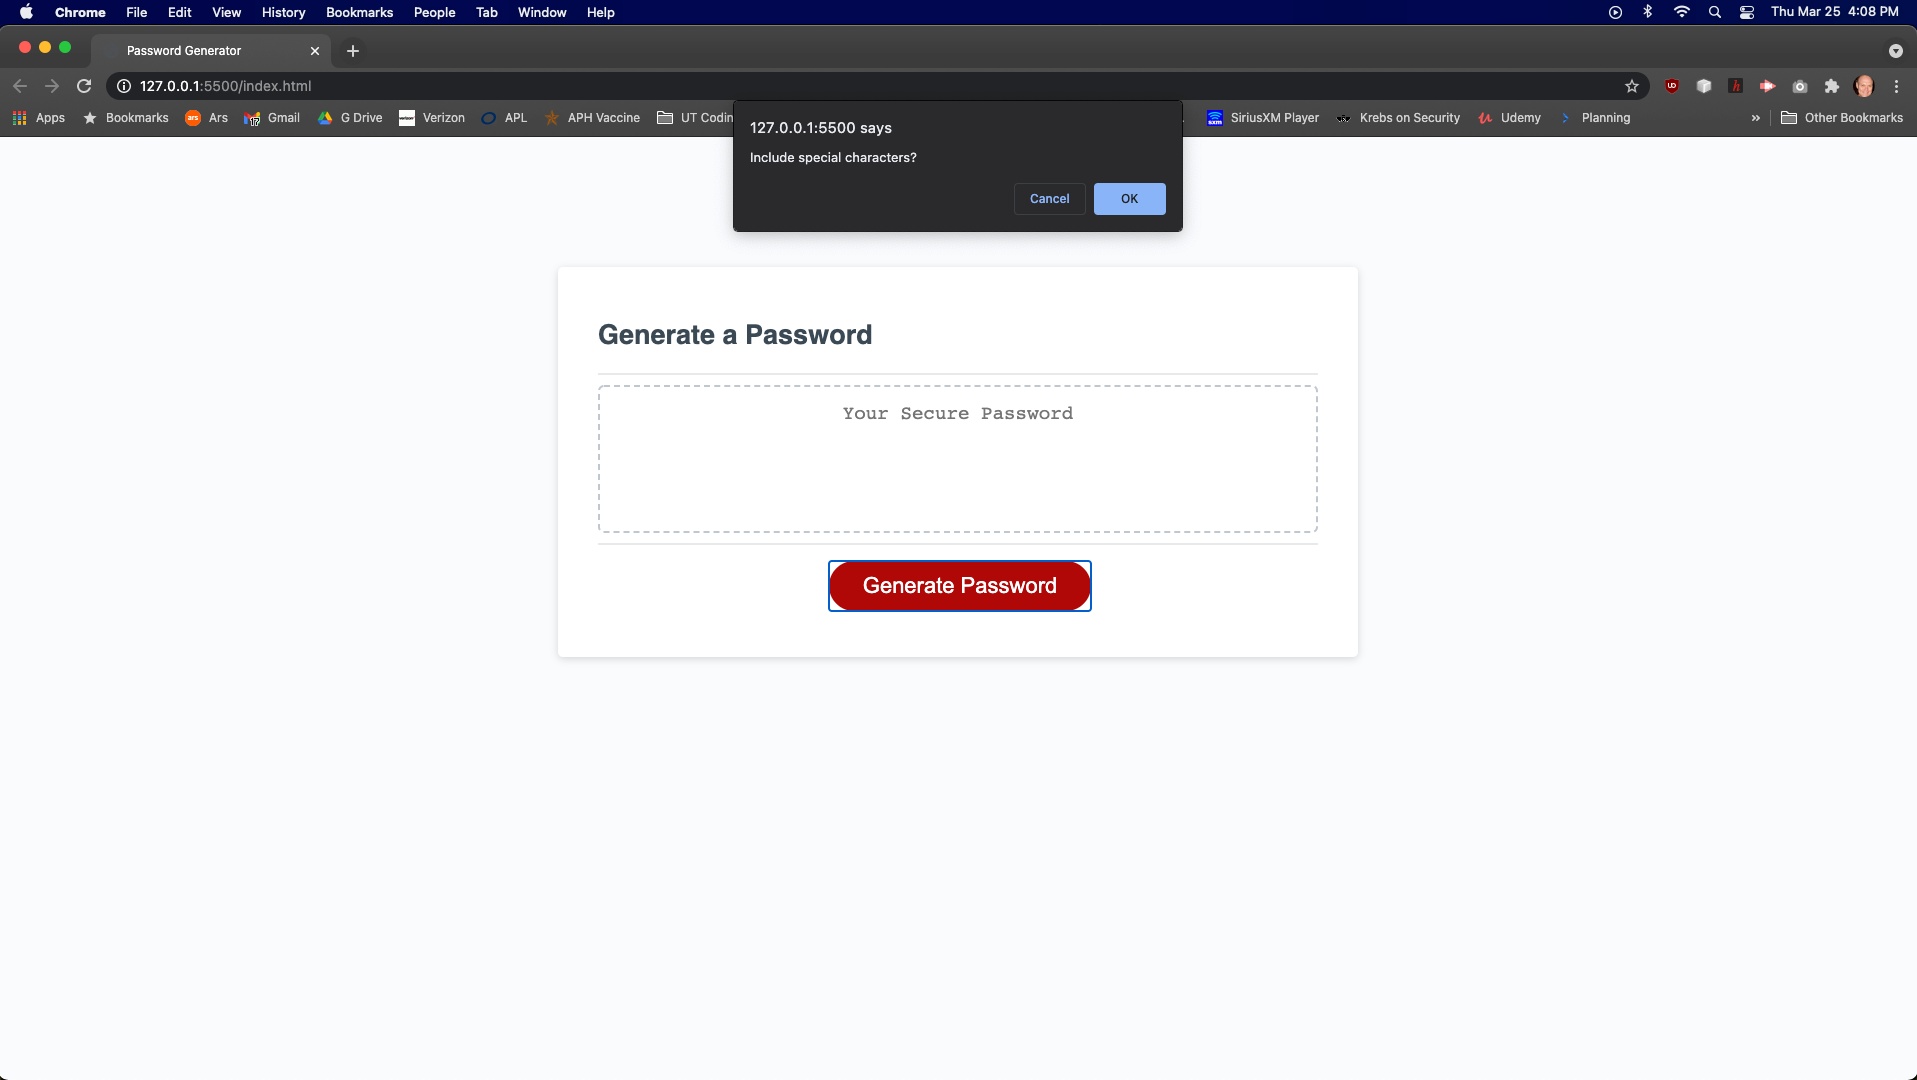 Chrome File Edit View History Bookmarks People Tab Window Help Thu Mar 25 4:08 PM
Password Generator
127.0.0.1:5500/index.html
Apps Bookmarks Ars Gmail G Drive Verizon APL APH Vaccine UT Codin SiriusXM Player Krebs on Security Udemy Planning » Other Bookmarks
127.0.0.1:5500 says
Include special characters?
Cancel OK
Generate a Password
Your Secure Password
Generate Password